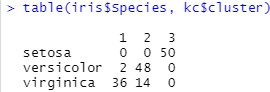 > table(iris$Species, kc$cluster)
1 2 3
setosa 0 0 50
versicolor 2 48 0
virginica 36 14 0